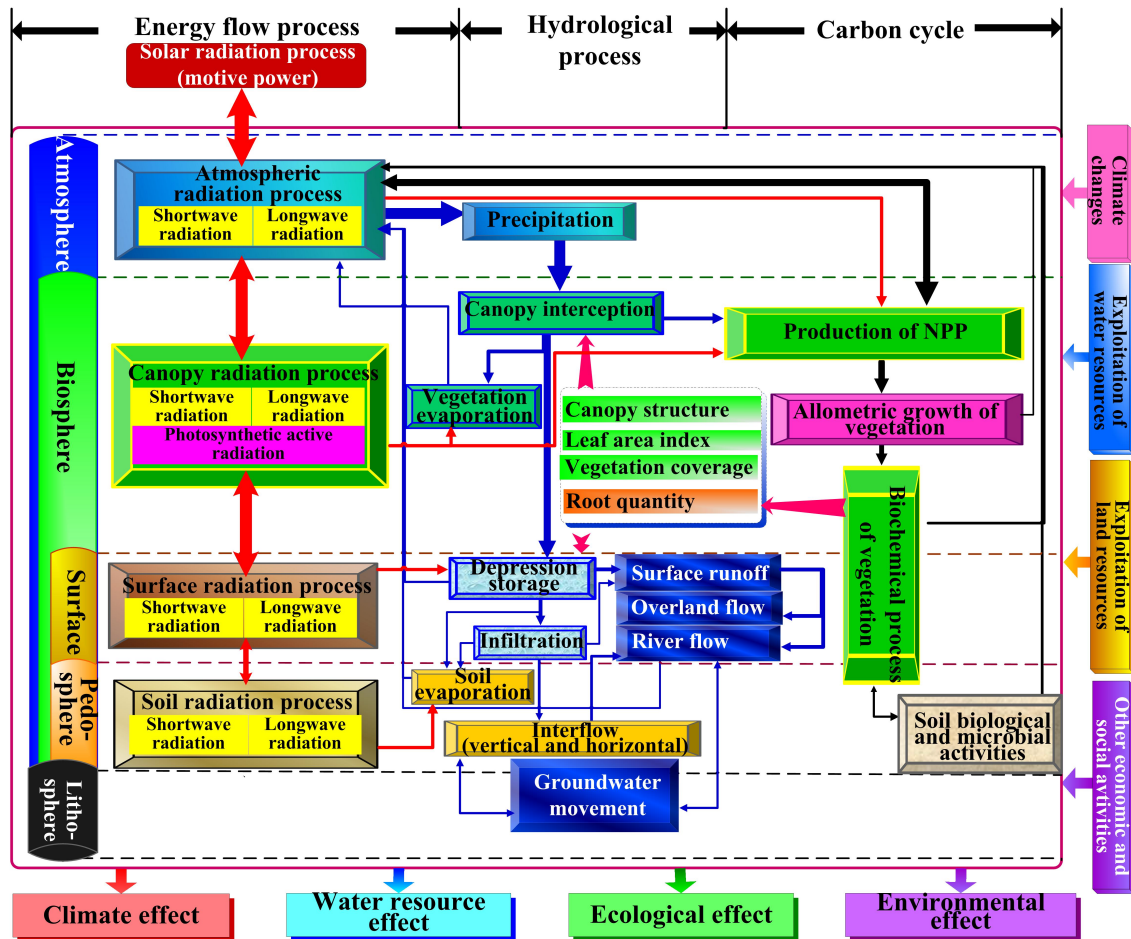 Energy flow process
Hydrological
process
Carbon cycle
Solar radiation process
(motive power)
Atmosphere
Biosphere
Surface
Pedo-
sphere
Litho-
sphere
Atmospheric
radiation process
Shortwave
radiation
Longwave
radiation
Precipitation
Canopy interception
Production of NPP
Canopy radiation process
Shortwave
radiation
Longwave
radiation
Photosynthetic active
radiation
Vegetation
evaporation
Canopy structure
Leaf area index
Vegetation coverage
Root quantity
Allometric growth of
vegetation
Biochemical process
of vegetation
Surface radiation process
Shortwave
radiation
Longwave
radiation
Depression
storage
Surface runoff
Overland flow
River flow
Infiltration
Soil radiation process
Shortwave
radiation
Longwave
radiation
Soil
evaporation
Interflow
(vertical and horizontal)
Groundwater
movement
Soil biological
and microbial
activities
Climate
changes
Exploitation of
water resources
Exploitation of
land resources
Other economic and
social avtivities
Climate effect
Water resource
effect
Ecological effect
Environmental
effect